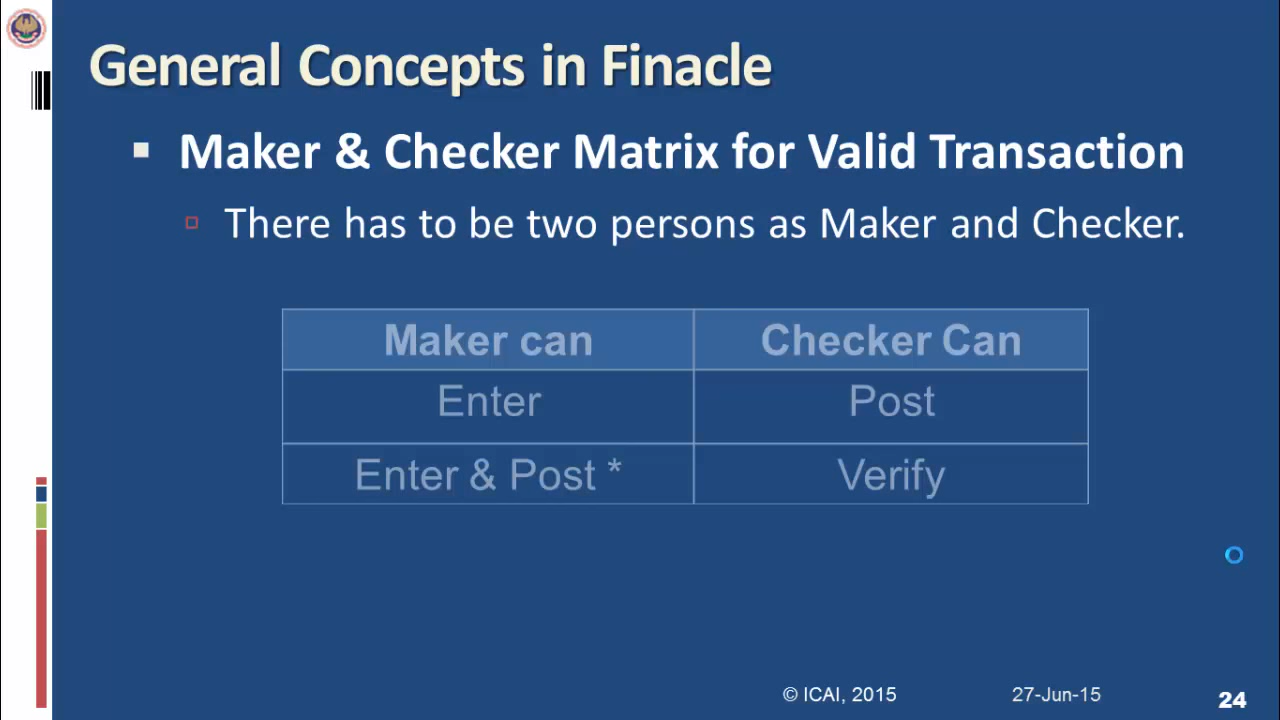 General Concepts in Finacle
Maker & Checker Matrix for Valid Transaction
There has to be two persons as Maker and Checker.
Maker can Checker Can
Enter Post
Enter & Post * Verify
© ICAI, 2015 27-Jun-15 24